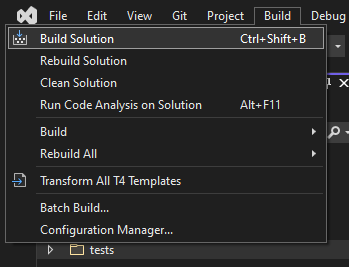 File Edit View Git Project Build Debug
Build Solution Ctrl+Shift+B
Rebuild Solution
Clean Solution
Run Code Analysis on Solution Alt+F11
Build
Rebuild All
Transform All T4 Templates
Batch Build...
Configuration Manager...
tests